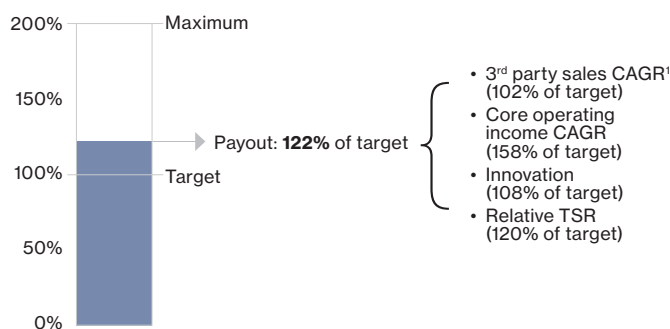 200%
Maximum
150%
Payout: 122% of target
100%
Target
50%
0%
• 3rd party sales CAGR¹
(102% of target)
• Core operating
income CAGR
(158% of target)
• Innovation
(108% of target)
• Relative TSR
(120% of target)